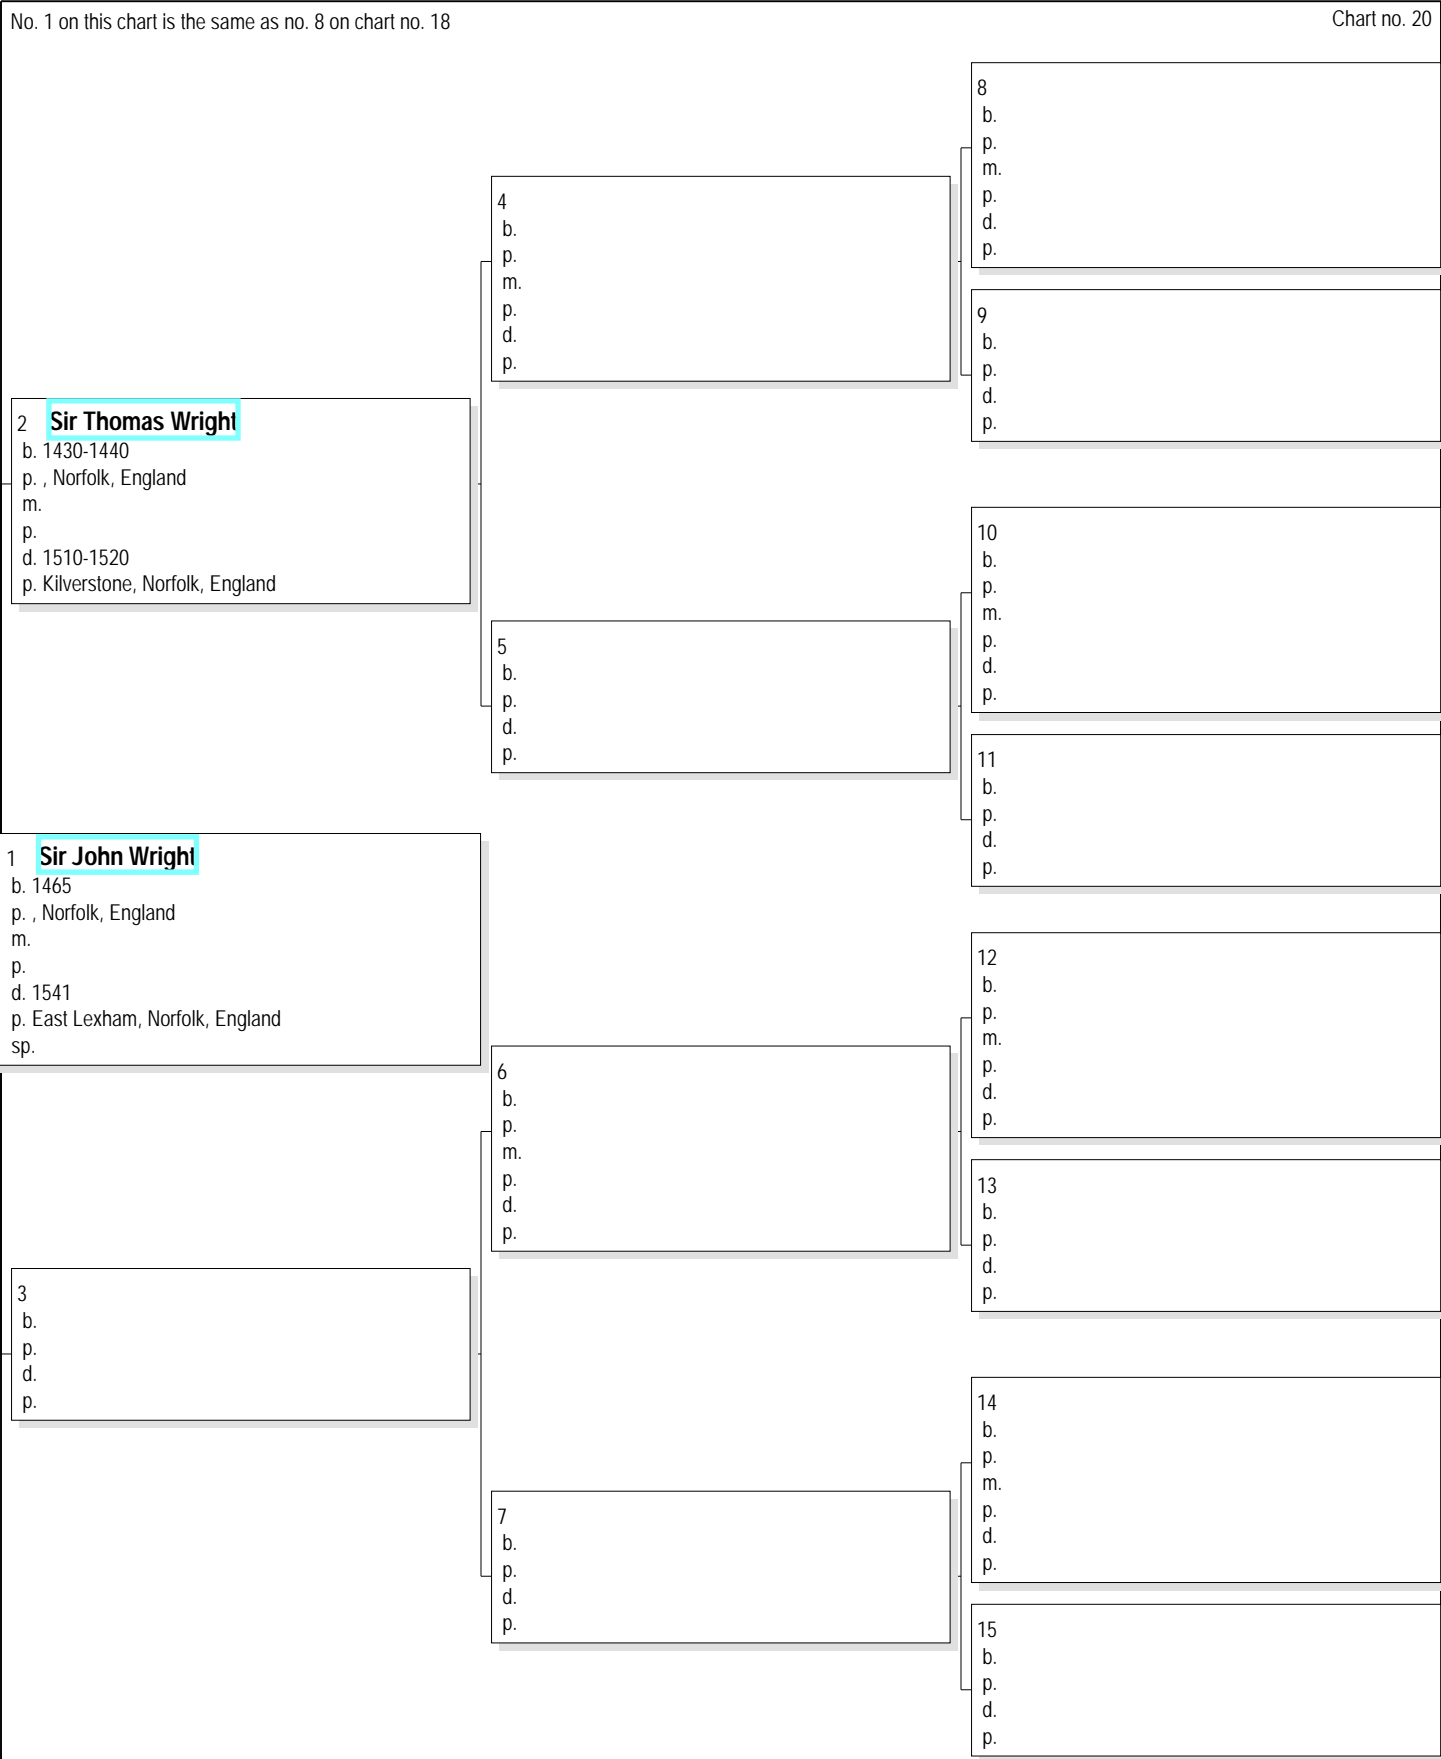 No. 1 on this chart is the same as no. 8 on chart no. 18
Chart no. 20
8
b.
p.
m.
p.
d.
p.
4
b.
p.
m.
p.
d.
p.
9
b.
p.
d.
p.
2 Sir Thomas Wright
b. 1430-1440
p. , Norfolk, England
m.
p.
d. 1510-1520
p. Kilverstone, Norfolk, England
10
b.
p.
m.
p.
d.
p.
5
b.
p.
d.
p.
11
b.
p.
d.
p.
1 Sir John Wright
b. 1465
p. , Norfolk, England
m.
p.
d. 1541
p. East Lexham, Norfolk, England
sp.
12
b.
p.
m.
p.
d.
p.
6
b.
p.
m.
p.
d.
p.
13
b.
p.
d.
p.
3
b.
p.
d.
p.
14
b.
p.
m.
p.
d.
p.
7
b.
p.
d.
p.
15
b.
p.
d.
p.